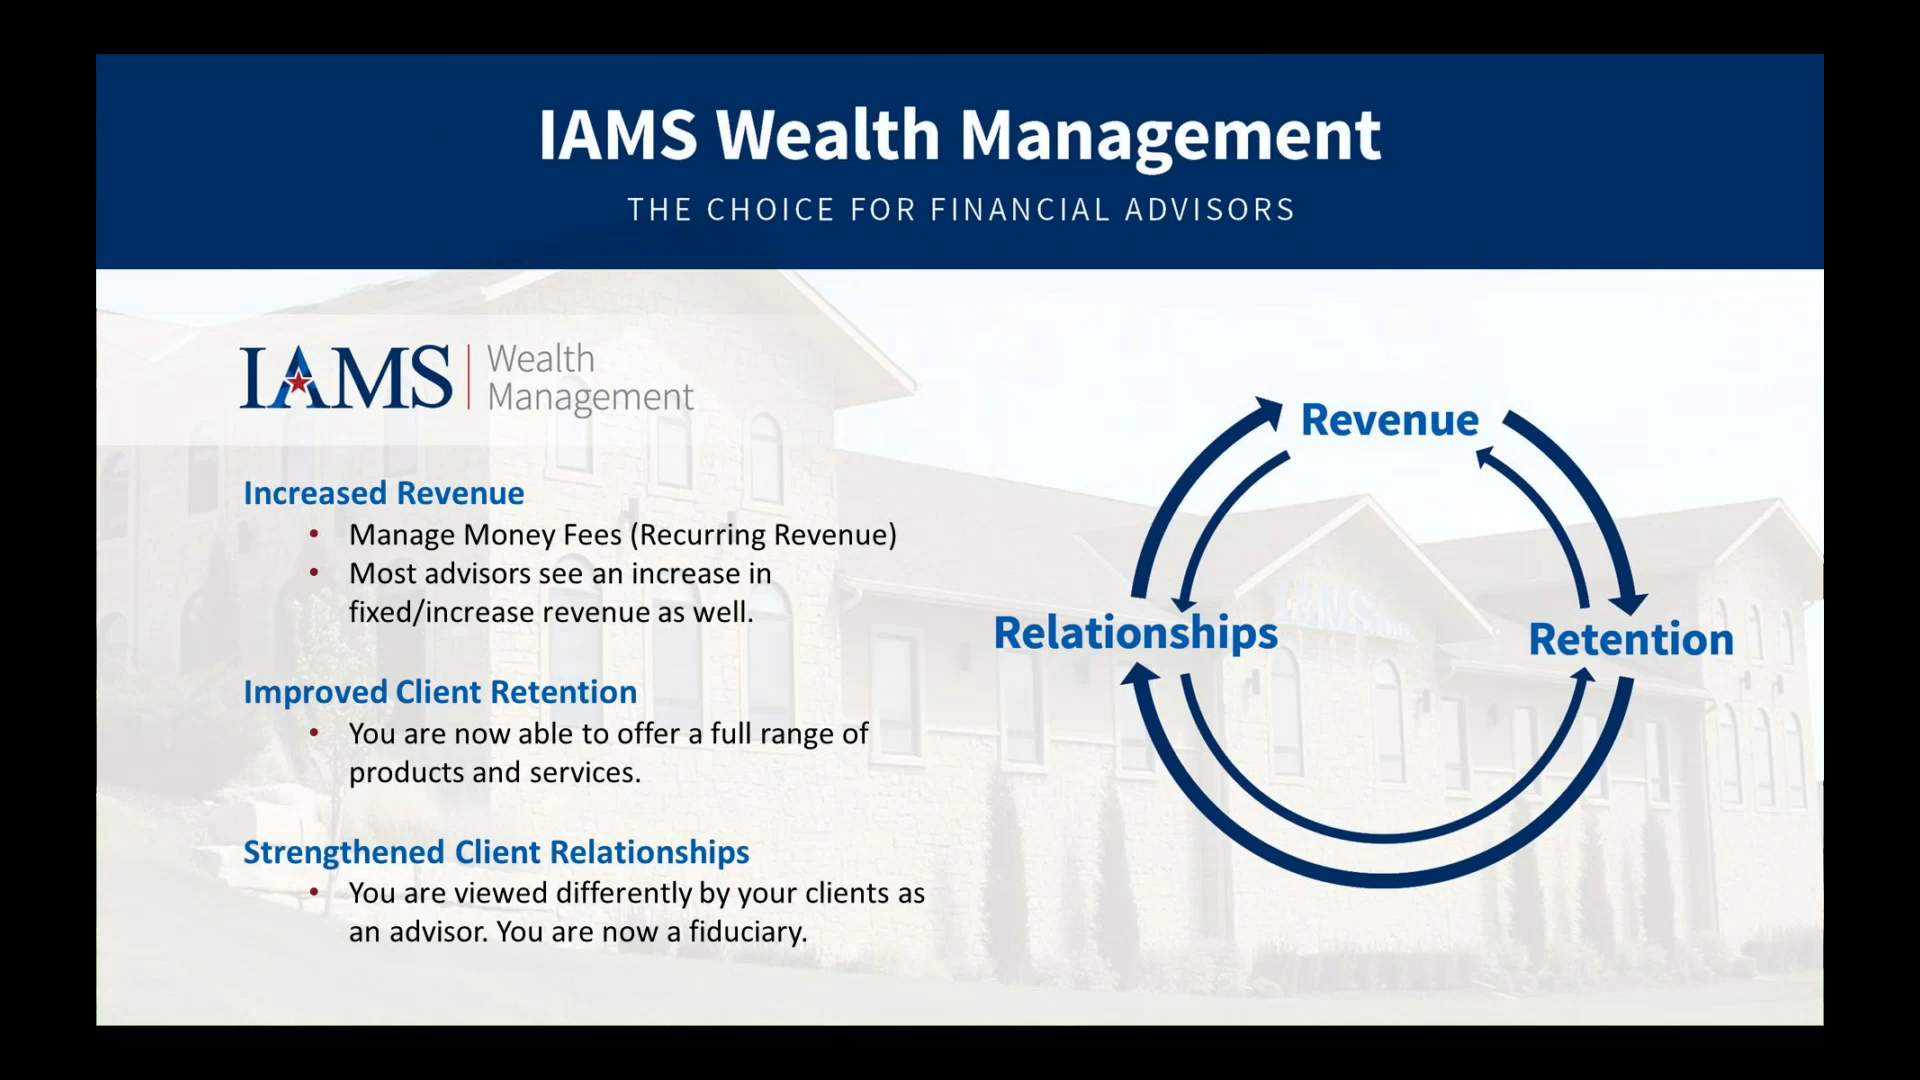 IAMS Wealth Management
THE CHOICE FOR FINANCIAL ADVISORS
IAMS | Wealth
Management
Increased Revenue
• Manage Money Fees (Recurring Revenue)
• Most advisors see an increase in
fixed/increase revenue as well.
Improved Client Retention
• You are now able to offer a full range of
products and services.
Strengthened Client Relationships
• You are viewed differently by your clients as
an advisor. You are now a fiduciary.
Revenue
Relationships
Retention
IAMS